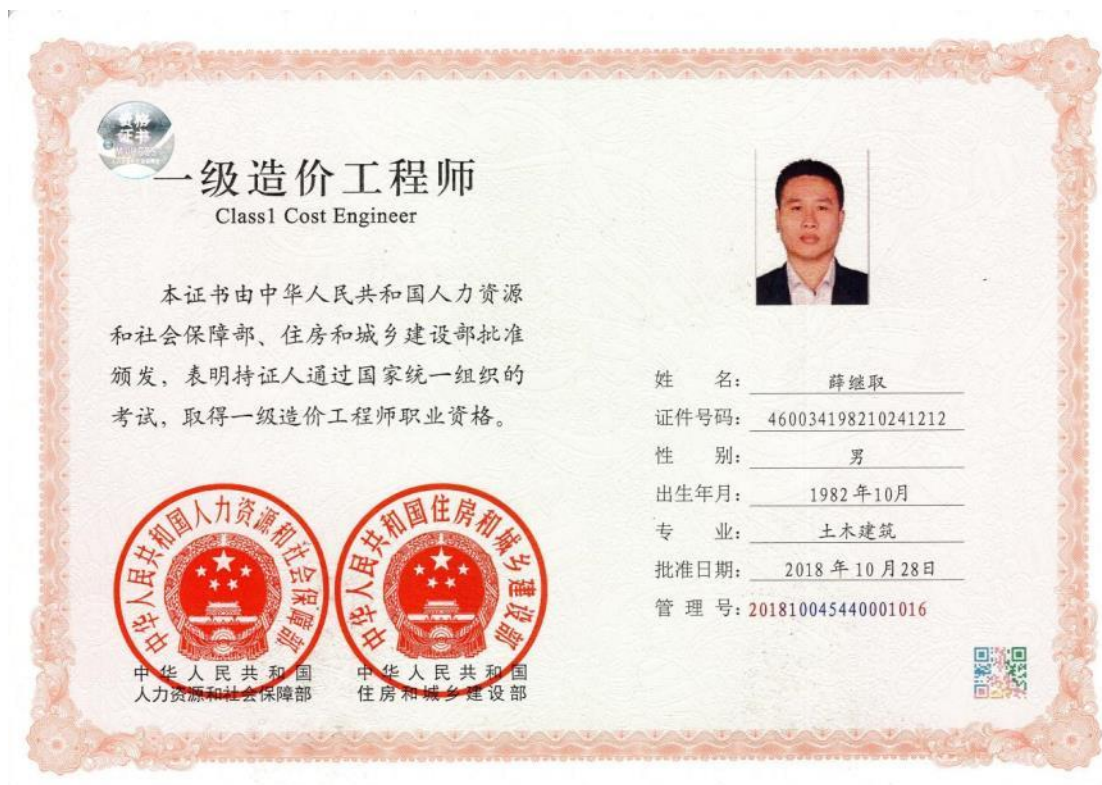 资格
证书
一级造价工程师
Class1 Cost Engineer
本证书由中华人民共和国人力资源
和社会保障部、住房和城乡建设部批准
颁发，表明持证人通过国家统一组织的
考试，取得一级造价工程师职业资格。
中华人民共和国人力资源和社会保障部
中华人民共和国住房和城乡建设部
中华人民共和国
人力资源和社会保障部
中华人民共和国
住房和城乡建设部
姓 名：薛继取
证件号码：460034198210241212
性 别：男
出生年月：1982年10月
专 业：土木建筑
批准日期：2018年10月28日
管 理 号：201810045440001016